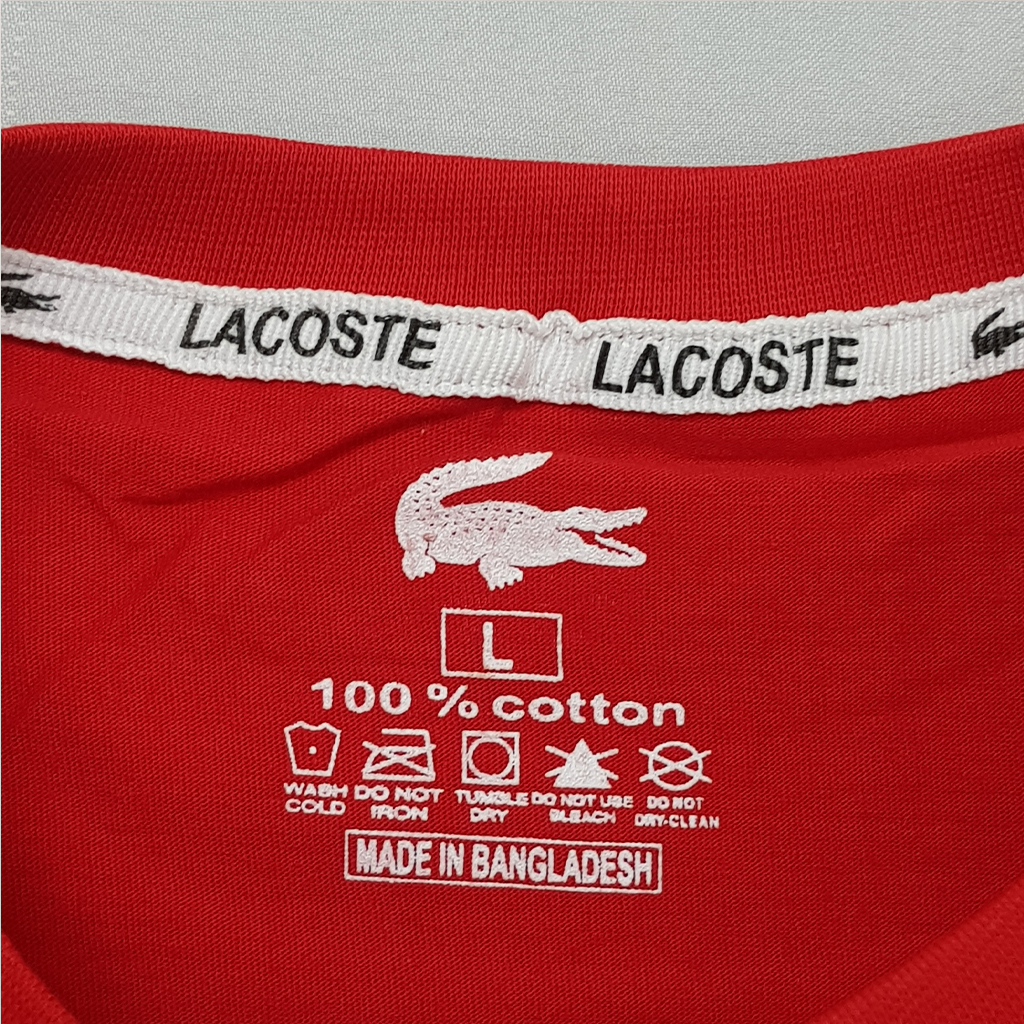 LACOSTE LACOSTE
L
100 % cotton
WASH COLD
DO NOT IRON
TUMBLE DRY
DO NOT USE BLEACH
DO NOT DRY-CLEAN
MADE IN BANGLADESH